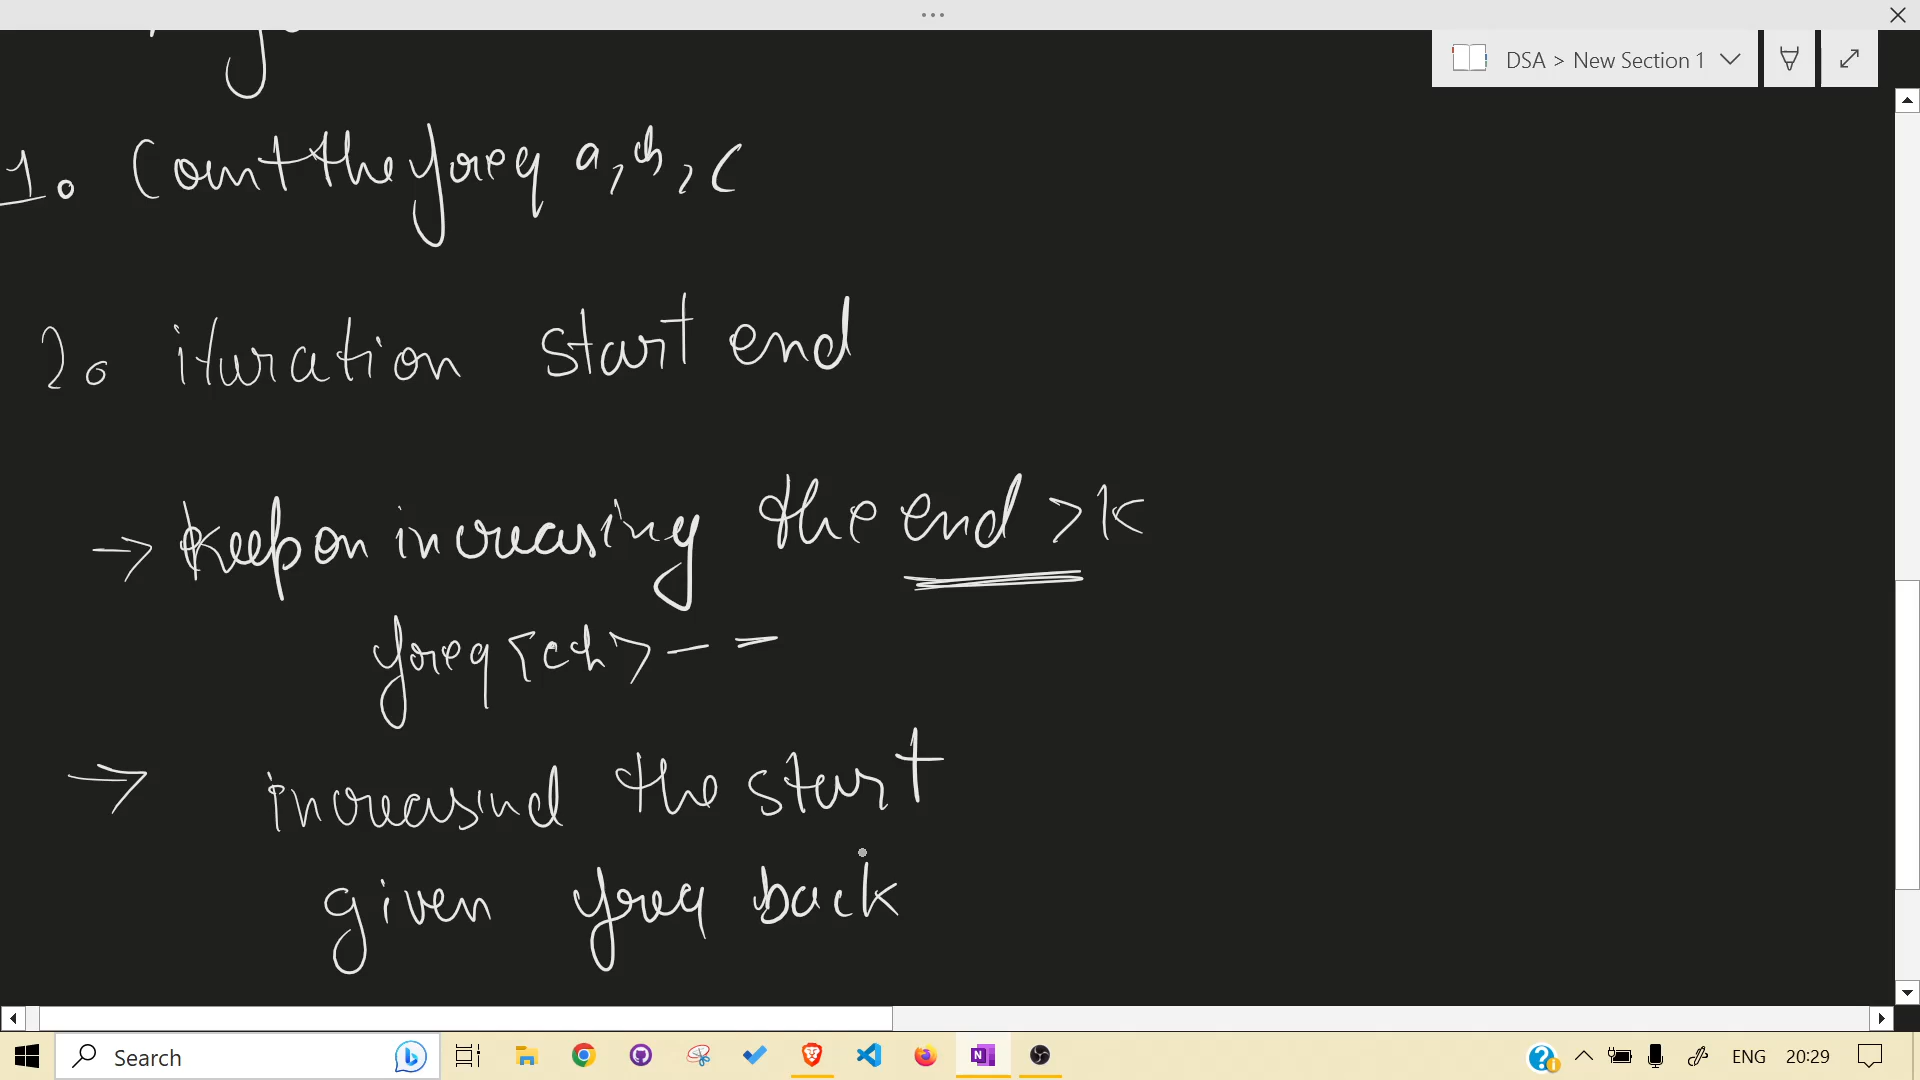 DSA > New Section 1
1. Count the freq a, b, c
2. iteration start end
→ keep on increasing the end > k
freq[ch]--
→ increasind the start
given freq back
Search
ENG 20:29